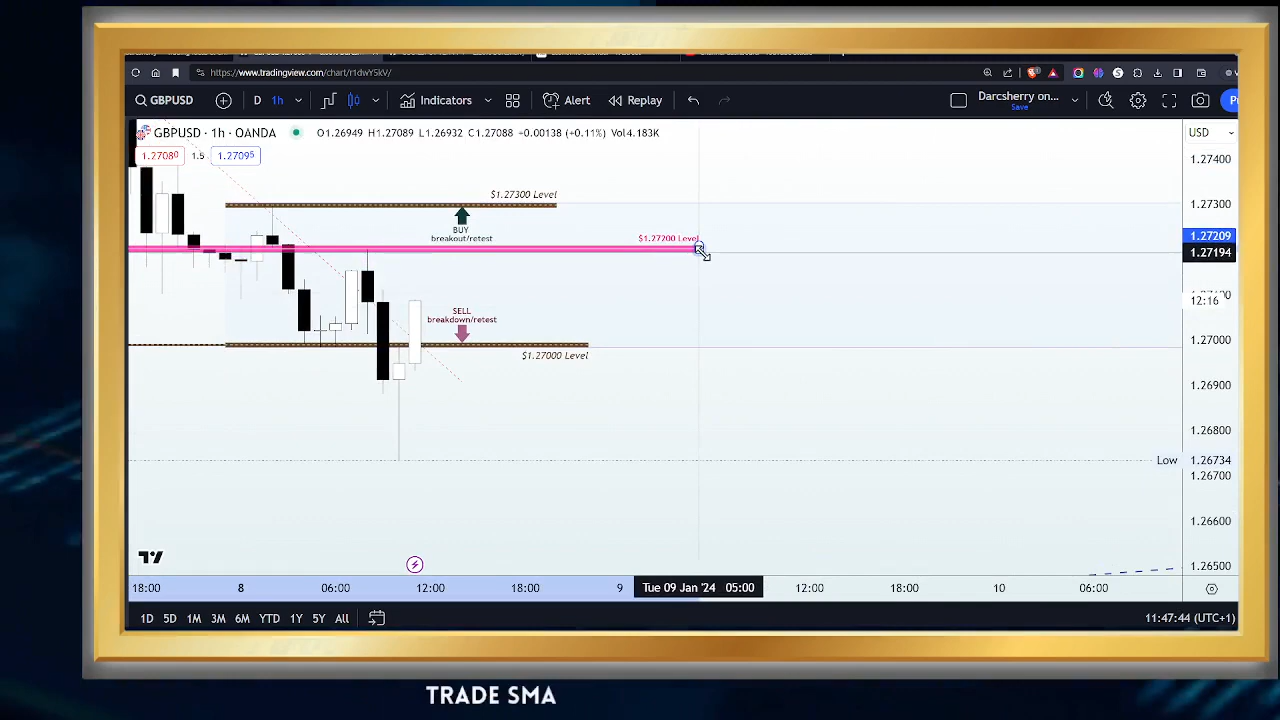 https://www.tradingview.com/chart/r1dwY5kV/
GBPUSD D 1h Indicators Alert Replay Darcsherry on...
Save
GBPUSD · 1h · OANDA O1.26949 H1.27089 L1.26932 C1.27088 +0.00138 (+0.11%) Vol4.183K
USD
1.27080 1.5 1.27095
1.27400
$1.27300 Level
1.27300
BUY
breakout/retest
$1.27200 Level
1.27209
1.27194
12:16
SELL
breakdown/retest
1.27000
$1.27000 Level
1.26900
1.26800
Low 1.26734
1.26700
1.26600
1.26500
18:00 8 06:00 12:00 18:00 9 Tue 09 Jan '24 05:00 12:00 18:00 10 06:00
1D 5D 1M 3M 6M YTD 1Y 5Y All 11:47:44 (UTC+1)
TRADE SMA